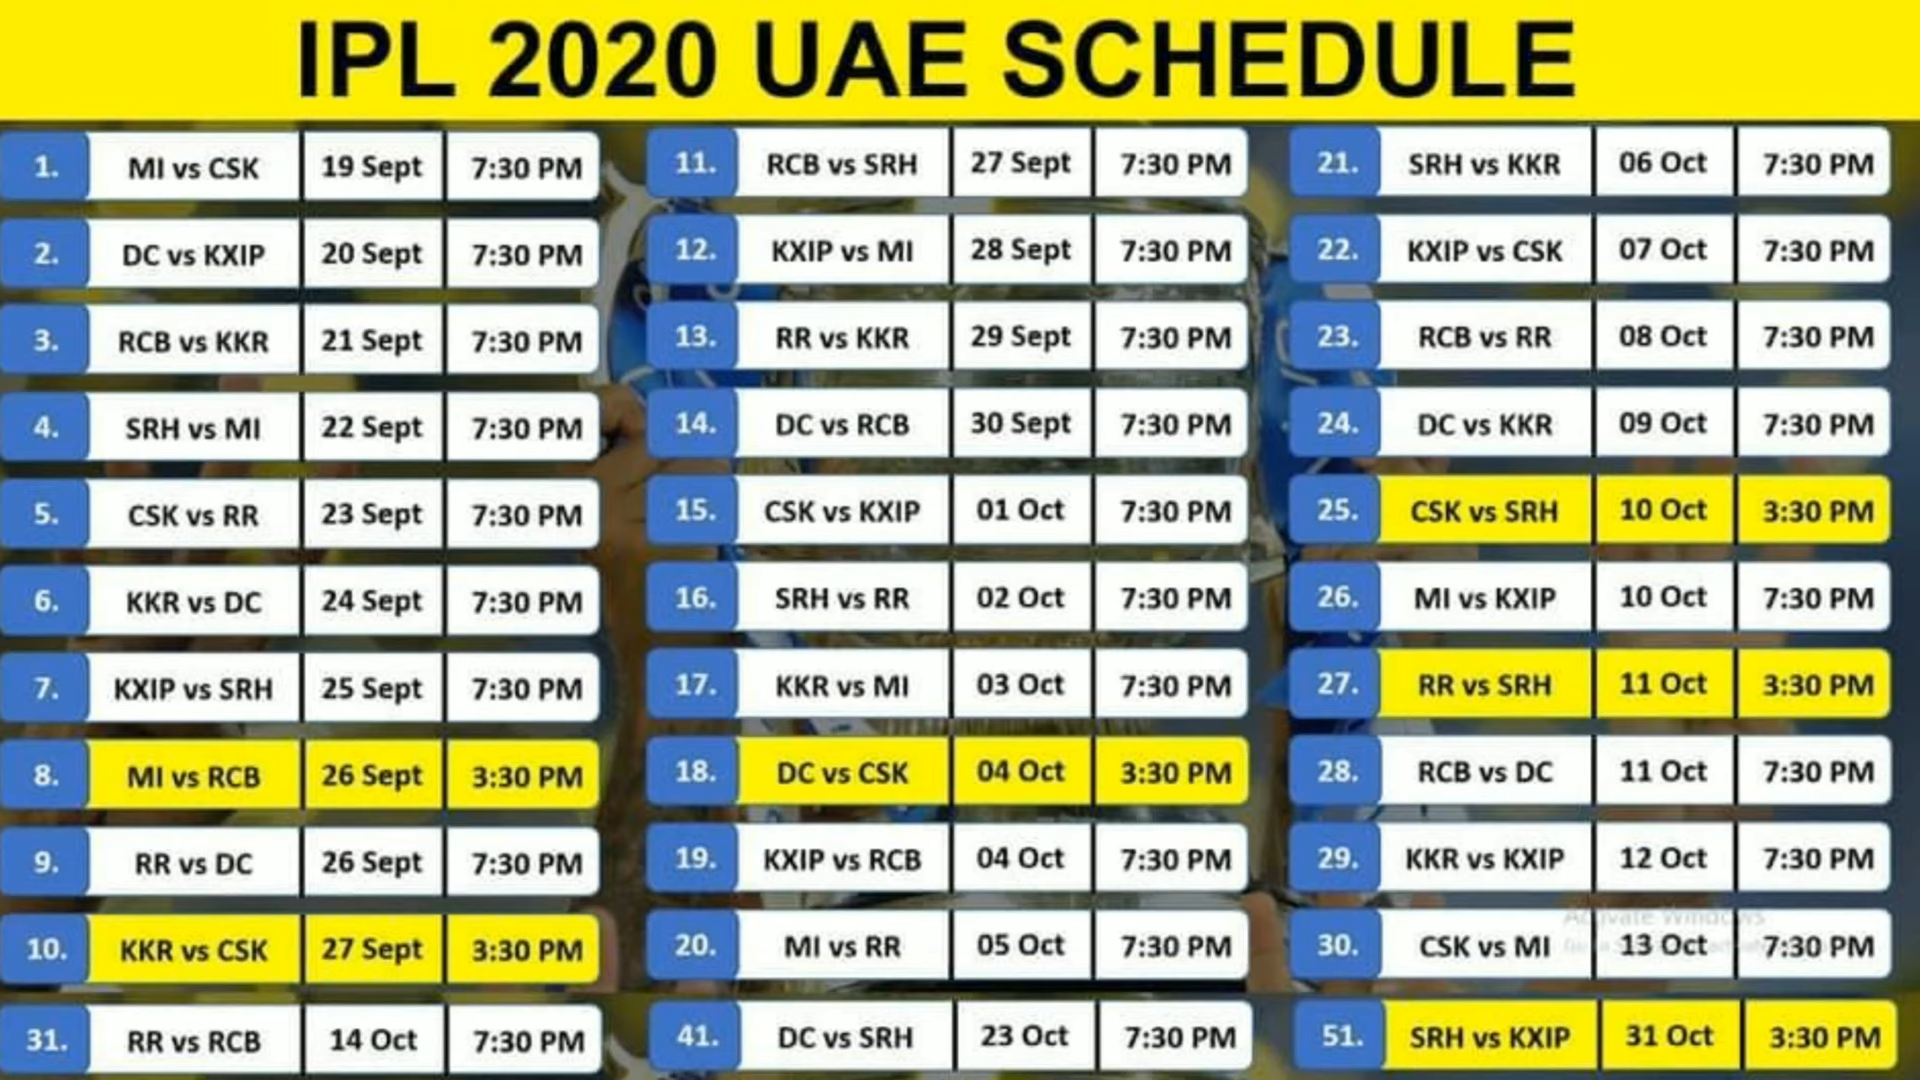 IPL 2020 UAE SCHEDULE
1. MI vs CSK 19 Sept 7:30 PM
2. DC vs KXIP 20 Sept 7:30 PM
3. RCB vs KKR 21 Sept 7:30 PM
4. SRH vs MI 22 Sept 7:30 PM
5. CSK vs RR 23 Sept 7:30 PM
6. KKR vs DC 24 Sept 7:30 PM
7. KXIP vs SRH 25 Sept 7:30 PM
8. MI vs RCB 26 Sept 3:30 PM
9. RR vs DC 26 Sept 7:30 PM
10. KKR vs CSK 27 Sept 3:30 PM
31. RR vs RCB 14 Oct 7:30 PM
11. RCB vs SRH 27 Sept 7:30 PM
12. KXIP vs MI 28 Sept 7:30 PM
13. RR vs KKR 29 Sept 7:30 PM
14. DC vs RCB 30 Sept 7:30 PM
15. CSK vs KXIP 01 Oct 7:30 PM
16. SRH vs RR 02 Oct 7:30 PM
17. KKR vs MI 03 Oct 7:30 PM
18. DC vs CSK 04 Oct 3:30 PM
19. KXIP vs RCB 04 Oct 7:30 PM
20. MI vs RR 05 Oct 7:30 PM
41. DC vs SRH 23 Oct 7:30 PM
21. SRH vs KKR 06 Oct 7:30 PM
22. KXIP vs CSK 07 Oct 7:30 PM
23. RCB vs RR 08 Oct 7:30 PM
24. DC vs KKR 09 Oct 7:30 PM
25. CSK vs SRH 10 Oct 3:30 PM
26. MI vs KXIP 10 Oct 7:30 PM
27. RR vs SRH 11 Oct 3:30 PM
28. RCB vs DC 11 Oct 7:30 PM
29. KKR vs KXIP 12 Oct 7:30 PM
Activate Windows
30. CSK vs MI 13 Oct 7:30 PM
51. SRH vs KXIP 31 Oct 3:30 PM